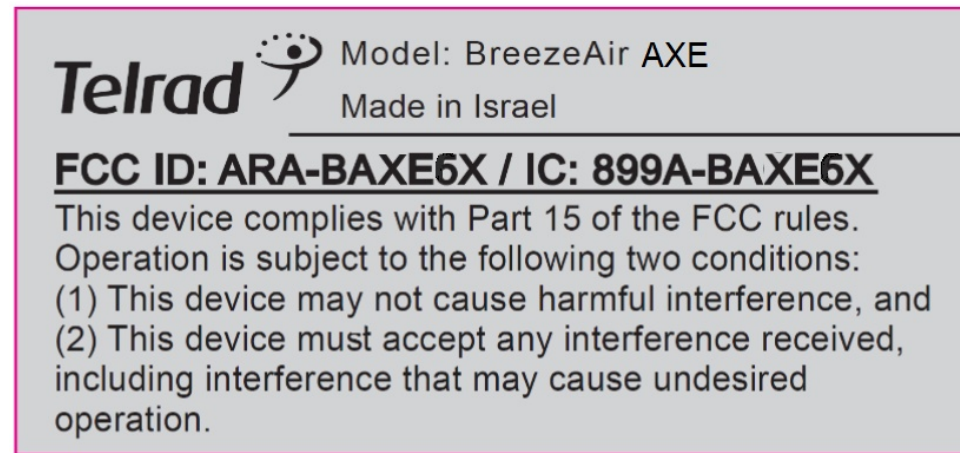 Telrad
Model: BreezeAir AXE
Made in Israel
FCC ID: ARA-BAXE6X / IC: 899A-BAXE6X
This device complies with Part 15 of the FCC rules.
Operation is subject to the following two conditions:
(1) This device may not cause harmful interference, and
(2) This device must accept any interference received,
including interference that may cause undesired
operation.